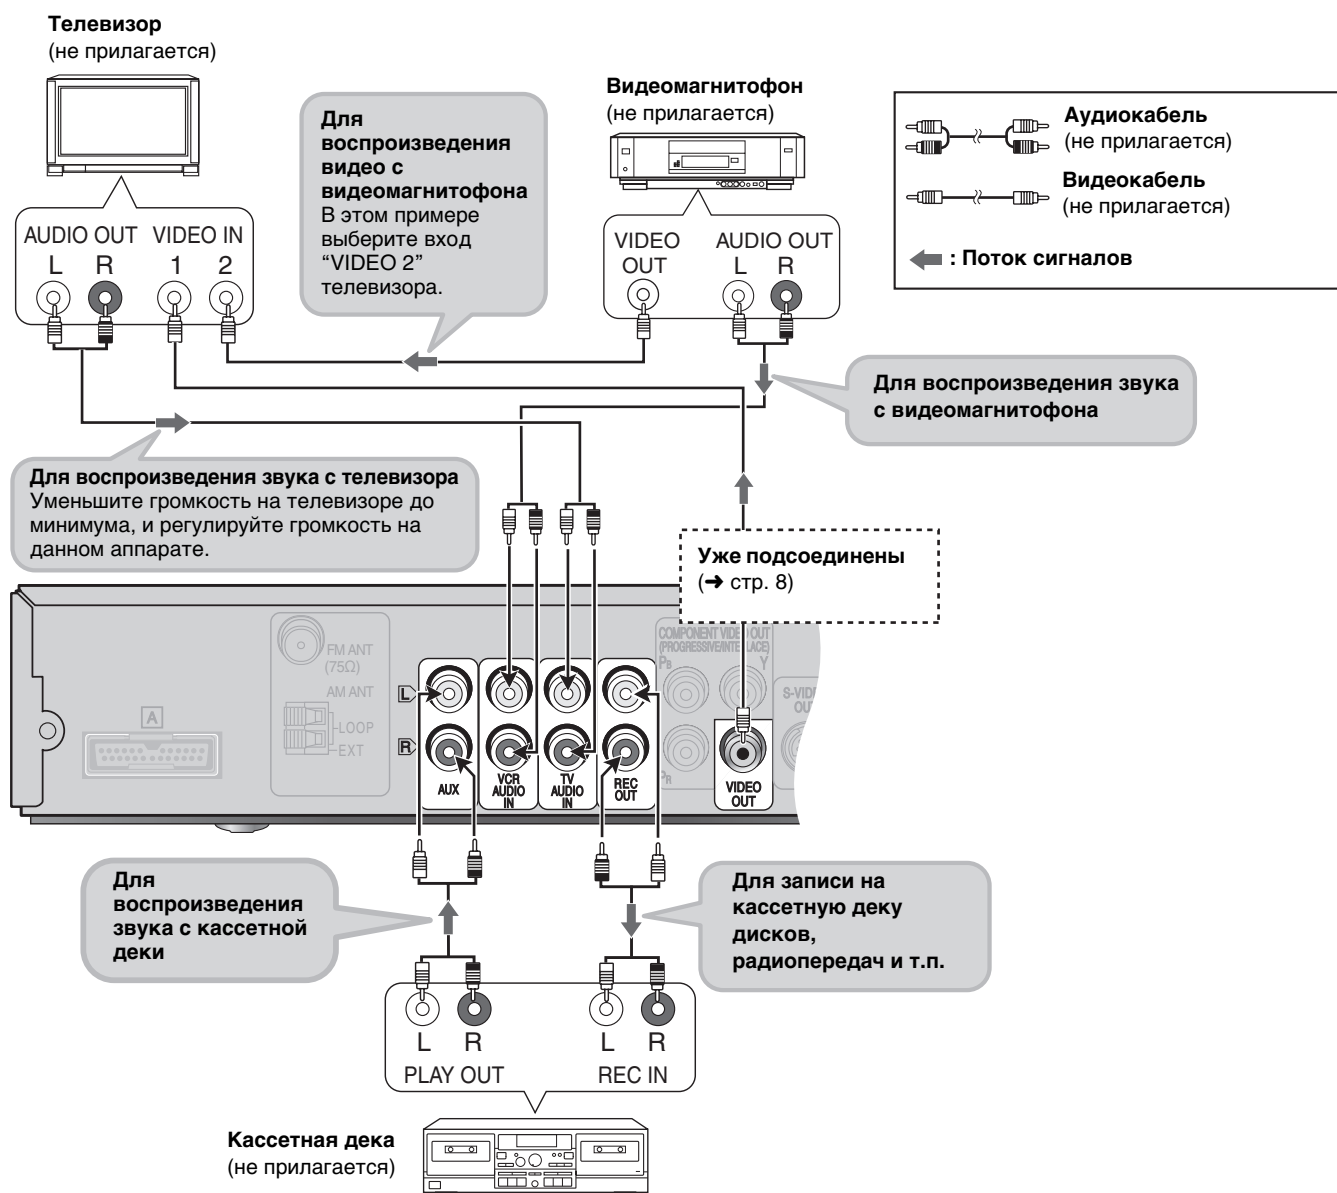 Телевизор
(не прилагается)
AUDIO OUT VIDEO IN
L R 1 2
Для
воспроизведения
видео с
видеомагнитофона
В этом примере
выберите вход
“VIDEO 2”
телевизора.
Видеомагнитофон
(не прилагается)
VIDEO
OUT
AUDIO OUT
L R
Аудиокабель
(не прилагается)
Видеокабель
(не прилагается)
: Поток сигналов
Для воспроизведения звука
с видеомагнитофона
Для воспроизведения звука с телевизора
Уменьшите громкость на телевизоре до
минимума, и регулируйте громкость на
данном аппарате.
Уже подсоединены
(➜ стр. 8)
A
FM ANT
(75Ω)
AM ANT
LOOP
EXT
L
R
AUX
VCR
AUDIO
IN
TV
AUDIO
IN
REC
OUT
COMPONENT VIDEO OUT
(PROGRESSIVE/INTERLACE)
PB Y
PR
VIDEO
OUT
S-VID
OU
Для
воспроизведения
звука с кассетной
деки
Для записи на
кассетную деку
дисков,
радиопередач и т.п.
L R
PLAY OUT
L R
REC IN
Кассетная дека
(не прилагается)